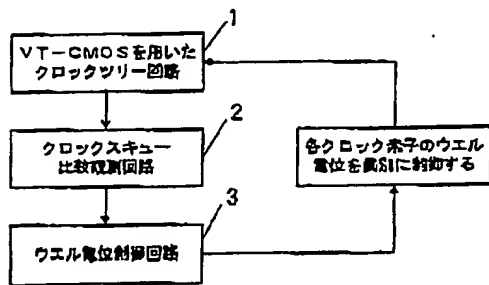 1
VT-CMOSを用いた
クロックツリー回路
2
クロックスキュー
比較観測回路
各クロック素子のウエル
電位を個別に制御する
3
ウエル電位制御回路